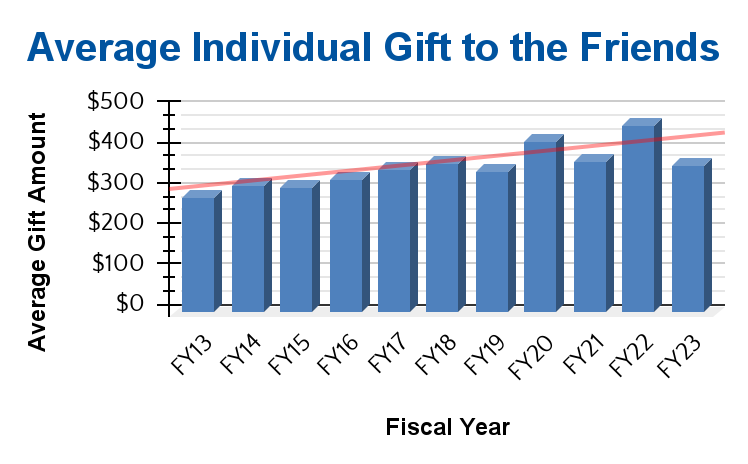 Average Individual Gift to the Friends
$500
$400
$300
$200
$100
$0
Average Gift Amount
FY13 FY14 FY15 FY16 FY17 FY18 FY19 FY20 FY21 FY22 FY23
Fiscal Year